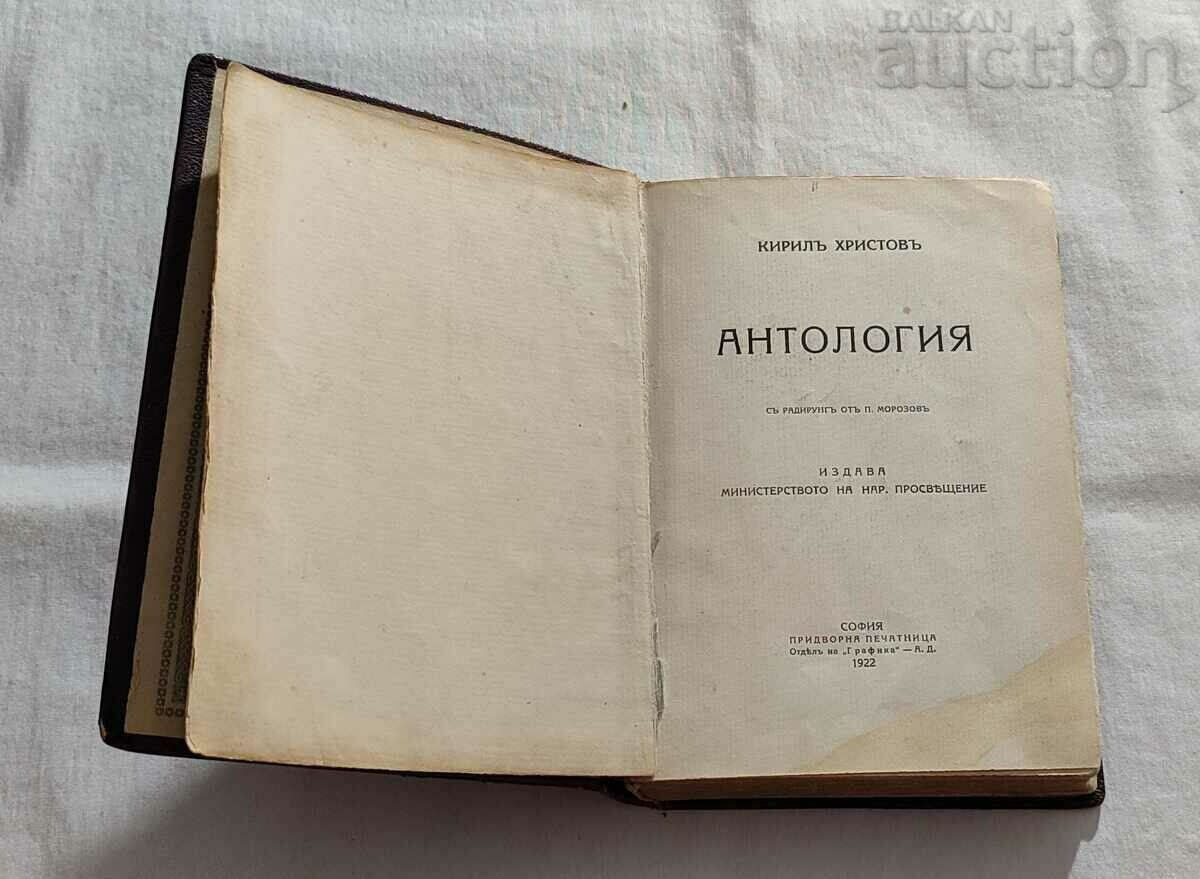 BALKAN
auction
КИРИЛЪ ХРИСТОВЪ
АНТОЛОГИЯ
СЪ РАДИРУНГЪ ОТЪ П. МОРОЗОВЪ
ИЗДАВА
МИНИСТЕРСТВОТО НА НАР. ПРОСВѢЩЕНИЕ
СОФИЯ
ПРИДВОРНА ПЕЧАТНИЦА
Отдѣлъ на „Графика“ — А. Д.
1922